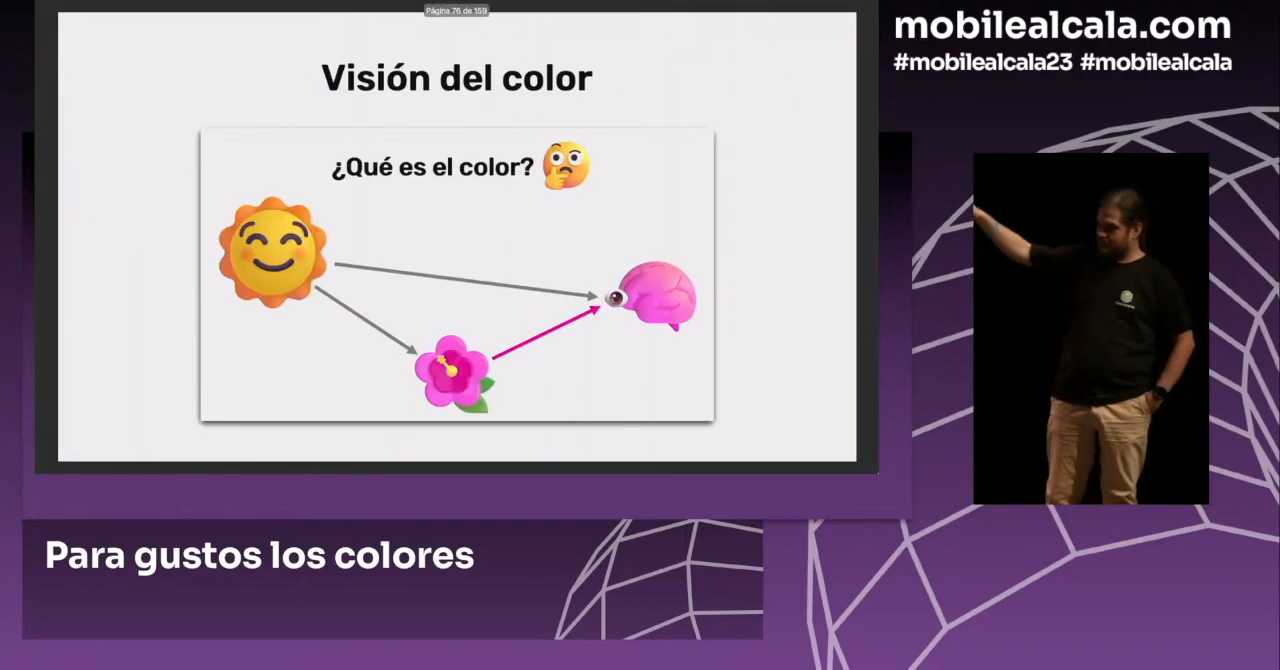 Página 76 de 159
mobilealcala.com
#mobilealcala23 #mobilealcala
Visión del color
¿Qué es el color?
Para gustos los colores